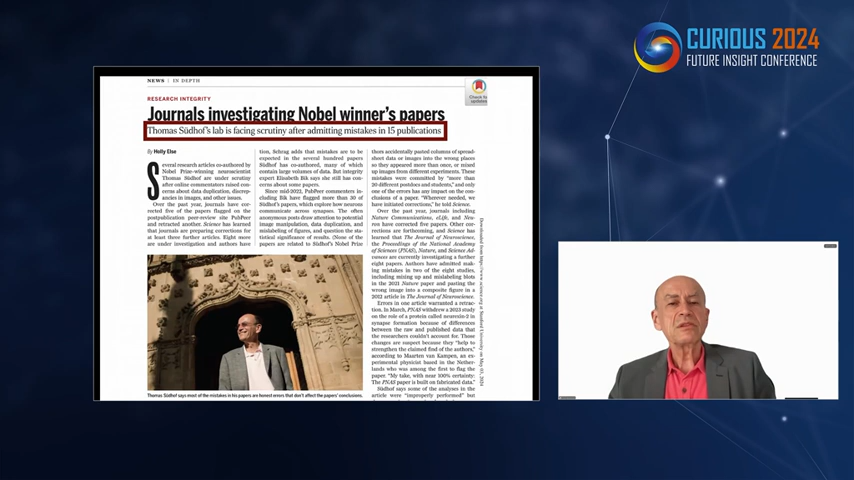 CURIOUS 2024
FUTURE INSIGHT CONFERENCE
NEWS | IN DEPTH
RESEARCH INTEGRITY
Journals investigating Nobel winner's papers
Thomas Südhof's lab is facing scrutiny after admitting mistakes in 15 publications
Check for
updates
By Holly Else
Several research articles co-authored by
Nobel Prize–winning neuroscientist
Thomas Südhof are under scrutiny
after online commentators raised con-
cerns about data duplication, discrep-
ancies in images, and other issues.
Over the past year, journals have cor-
rected five of the papers flagged on the
postpublication peer-review site PubPeer
and retracted another. Science has learned
that journals are preparing corrections for
at least three further articles. Eight more
are under investigation and authors have
tion, Schrag adds that mistakes are to be
expected in the several hundred papers
Südhof has co-authored, many of which
contain large volumes of data. But integrity
expert Elisabeth Bik says she still has con-
cerns about some papers.
Since mid-2022, PubPeer commenters in-
cluding Bik have flagged more than 30 of
Südhof's papers, which explore how neurons
communicate across synapses. The often
anonymous posts draw attention to potential
image manipulation, data duplication, and
mislabeling of figures, and question the sta-
tistical significance of results. (None of the
papers are related to Südhof's Nobel Prize
thors accidentally pasted columns of spread-
sheet data or images into the wrong places
so they appeared more than once, or mixed
up images from different experiments. These
mistakes were committed by "more than
20 different postdocs and students," and only
one of the errors has any impact on the con-
clusions of a paper. "Wherever needed, we
have initiated corrections," he told Science.
Over the past year, journals including
Nature Communications, eLife, and Neu-
ron have corrected five papers. Other cor-
rections are forthcoming, and Science has
learned that The Journal of Neuroscience,
the Proceedings of the National Academy
of Sciences (PNAS), Nature, and Science Ad-
vances are currently investigating a further
eight papers. Authors have admitted mak-
ing mistakes in two of the eight studies,
including mixing up and mislabeling blots
in the 2021 Nature paper and pasting the
wrong image into a composite figure in a
2012 article in The Journal of Neuroscience.
Errors in one article warranted a retrac-
tion. In March, PNAS withdrew a 2023 study
on the role of a protein called neurexin-2 in
synapse formation because of differences
between the raw and published data that
the researchers couldn't account for. Those
changes are suspect because they "help to
strengthen the claimed find of the authors,"
according to Maarten van Kampen, an ex-
perimental physicist based in the Nether-
lands who was among the first to flag the
paper. "My take, with near 100% certainty:
The PNAS paper is built on fabricated data."
Südhof says some of the analyses in the
article were "improperly performed" but
Thomas Südhof says most of the mistakes in his papers are honest errors that don't affect the papers' conclusions.